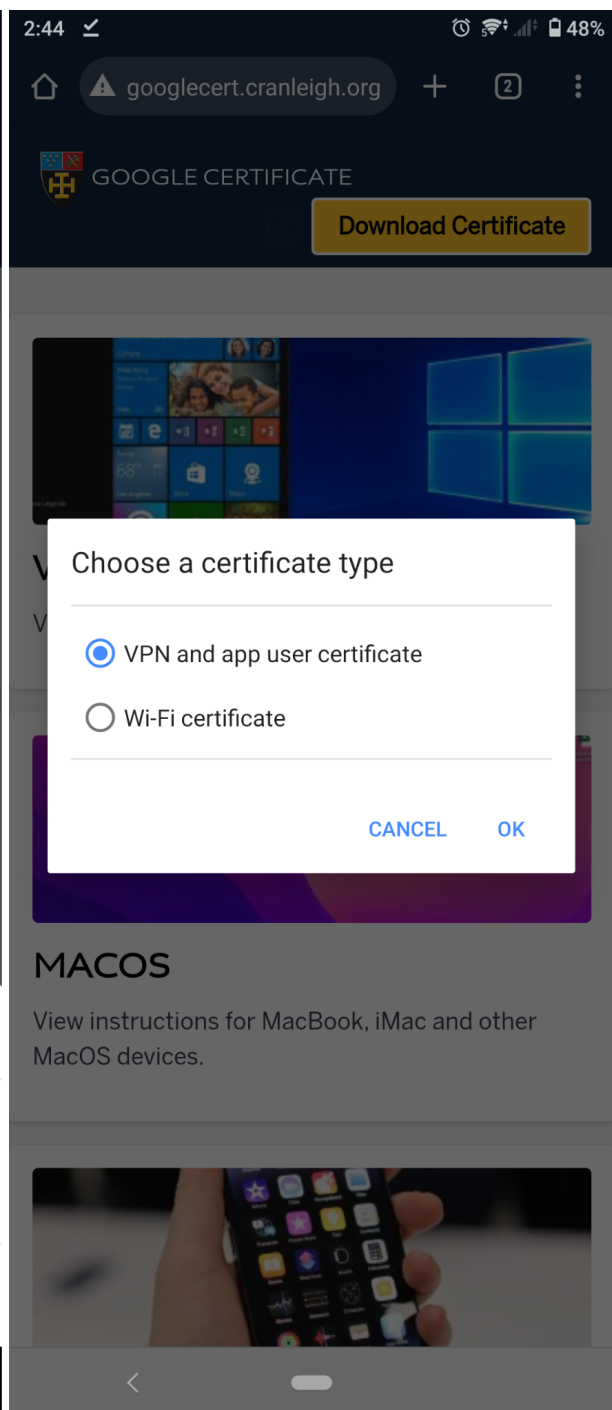 2:44
48%
googlecert.cranleigh.org
2
GOOGLE CERTIFICATE
Download Certificate
Choose a certificate type
V
V
VPN and app user certificate
Wi-Fi certificate
CANCEL
OK
MACOS
View instructions for MacBook, iMac and other
MacOS devices.